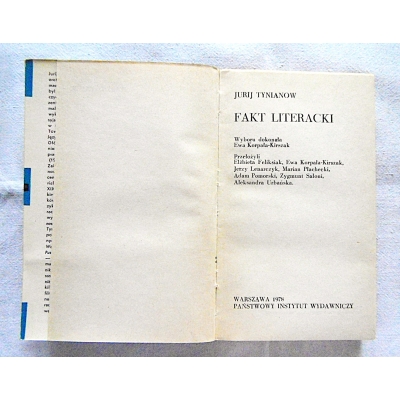 JURIJ TYNIANOW
FAKT LITERACKI
Wyboru dokonała
Ewa Korpała-Kirszak
Przełożyli
Elżbieta Feliksiak, Ewa Korpała-Kirszak,
Jerzy Lenarczyk, Marian Płachecki,
Adam Pomorski, Zygmunt Saloni,
Aleksandra Urbańska.
WARSZAWA 1978
PAŃSTWOWY INSTYTUT WYDAWNICZY